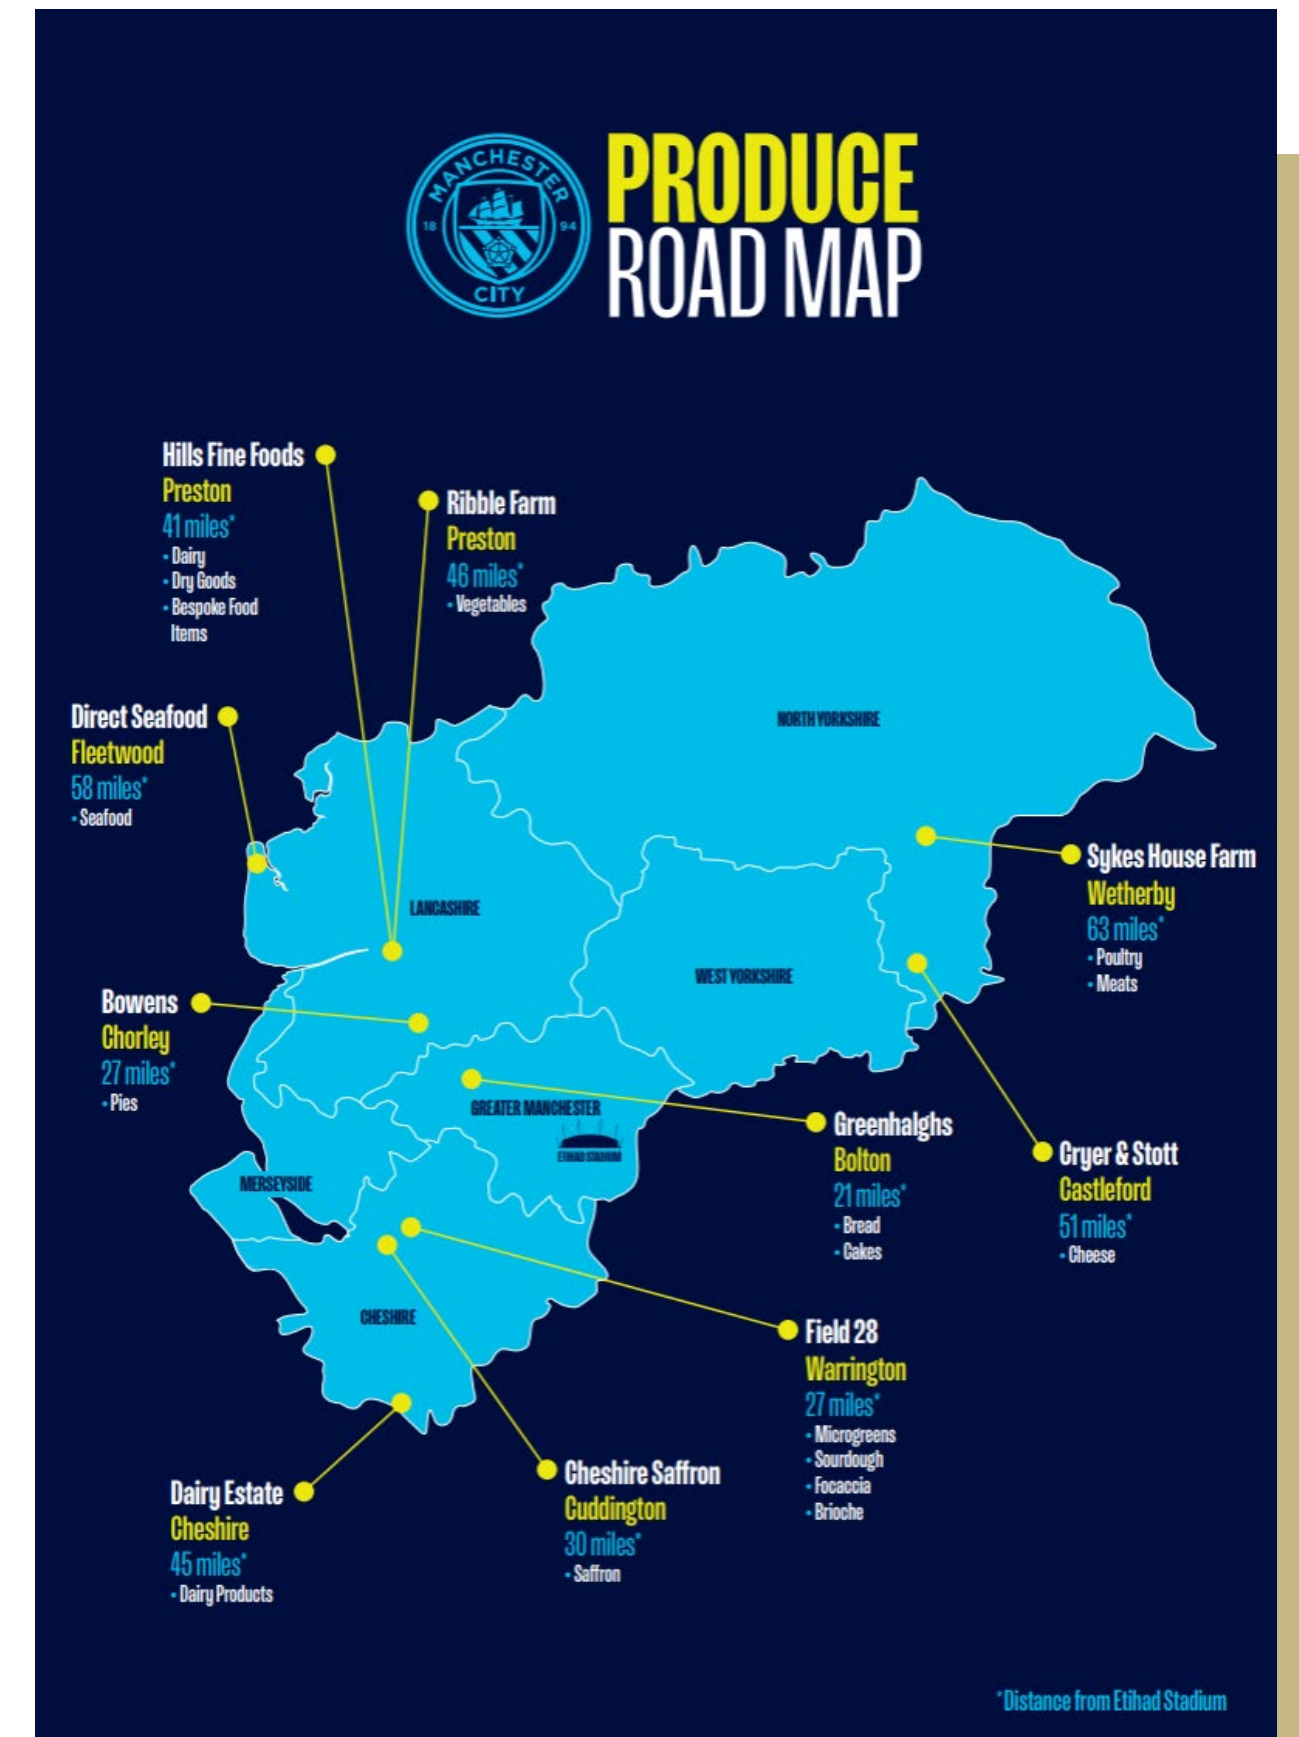 MANCHESTER
18 94
CITY
PRODUCE
ROAD MAP
Hills Fine Foods
Preston
41 miles*
• Dairy
• Dry Goods
• Bespoke Food
Items
Ribble Farm
Preston
46 miles*
• Vegetables
Direct Seafood
Fleetwood
58 miles*
• Seafood
NORTH YORKSHIRE
Sykes House Farm
Wetherby
63 miles*
• Poultry
• Meats
LANCASHIRE
WEST YORKSHIRE
Bowens
Chorley
27 miles*
• Pies
GREATER MANCHESTER
ETIHAD STADIUM
Greenhalghs
Bolton
21 miles*
• Bread
• Cakes
Cryer & Stott
Castleford
51 miles*
• Cheese
MERSEYSIDE
CHESHIRE
Field 28
Warrington
27 miles*
• Microgreens
• Sourdough
• Focaccia
• Brioche
Cheshire Saffron
Cuddington
30 miles*
• Saffron
Dairy Estate
Cheshire
45 miles*
• Dairy Products
*Distance from Etihad Stadium